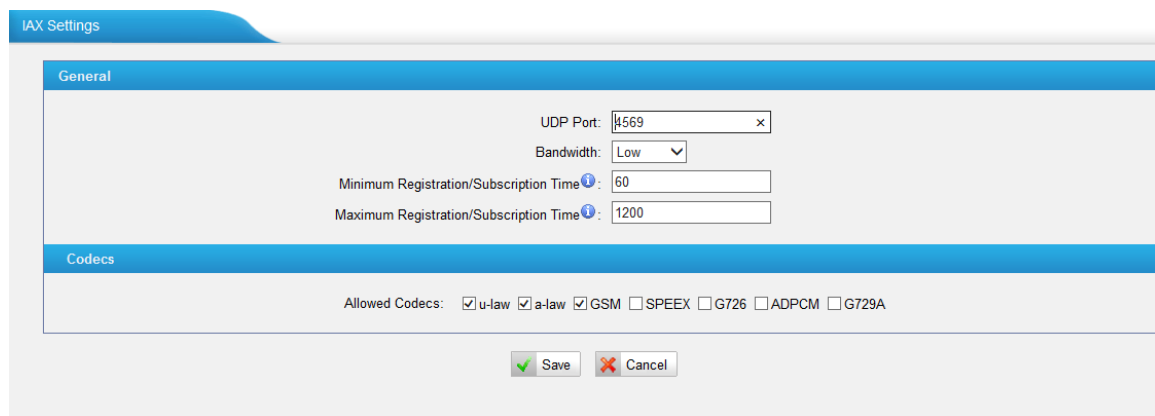 IAX Settings
General
UDP Port: 4569 ×
Bandwidth: Low
Minimum Registration/Subscription Time i : 60
Maximum Registration/Subscription Time i : 1200
Codecs
Allowed Codecs: u-law a-law GSM SPEEX G726 ADPCM G729A
Save Cancel